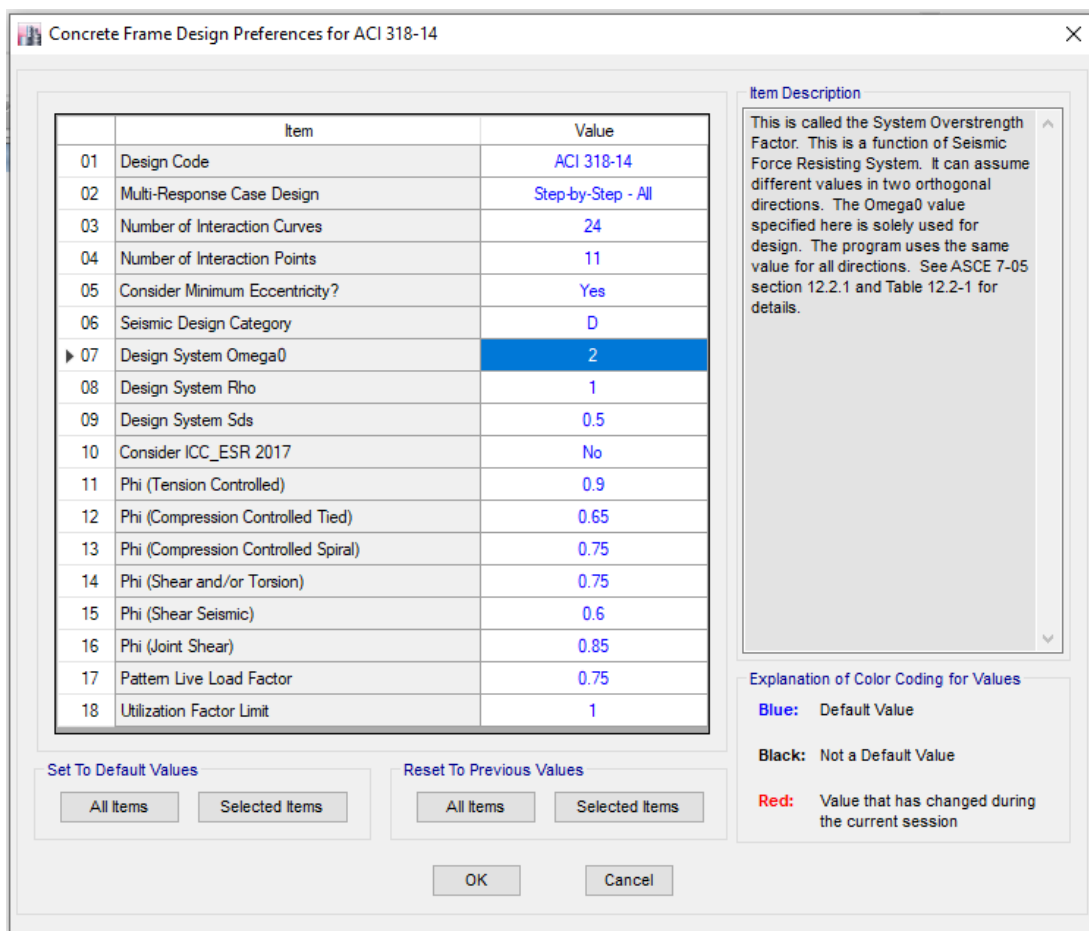 Concrete Frame Design Preferences for ACI 318-14
Item Value
01 Design Code ACI 318-14
02 Multi-Response Case Design Step-by-Step - All
03 Number of Interaction Curves 24
04 Number of Interaction Points 11
05 Consider Minimum Eccentricity? Yes
06 Seismic Design Category D
07 Design System Omega0 2
08 Design System Rho 1
09 Design System Sds 0.5
10 Consider ICC_ESR 2017 No
11 Phi (Tension Controlled) 0.9
12 Phi (Compression Controlled Tied) 0.65
13 Phi (Compression Controlled Spiral) 0.75
14 Phi (Shear and/or Torsion) 0.75
15 Phi (Shear Seismic) 0.6
16 Phi (Joint Shear) 0.85
17 Pattern Live Load Factor 0.75
18 Utilization Factor Limit 1
Item Description
This is called the System Overstrength
Factor. This is a function of Seismic
Force Resisting System. It can assume
different values in two orthogonal
directions. The Omega0 value
specified here is solely used for
design. The program uses the same
value for all directions. See ASCE 7-05
section 12.2.1 and Table 12.2-1 for
details.
Explanation of Color Coding for Values
Blue: Default Value
Black: Not a Default Value
Red: Value that has changed during
the current session
Set To Default Values
All Items Selected Items
Reset To Previous Values
All Items Selected Items
OK Cancel